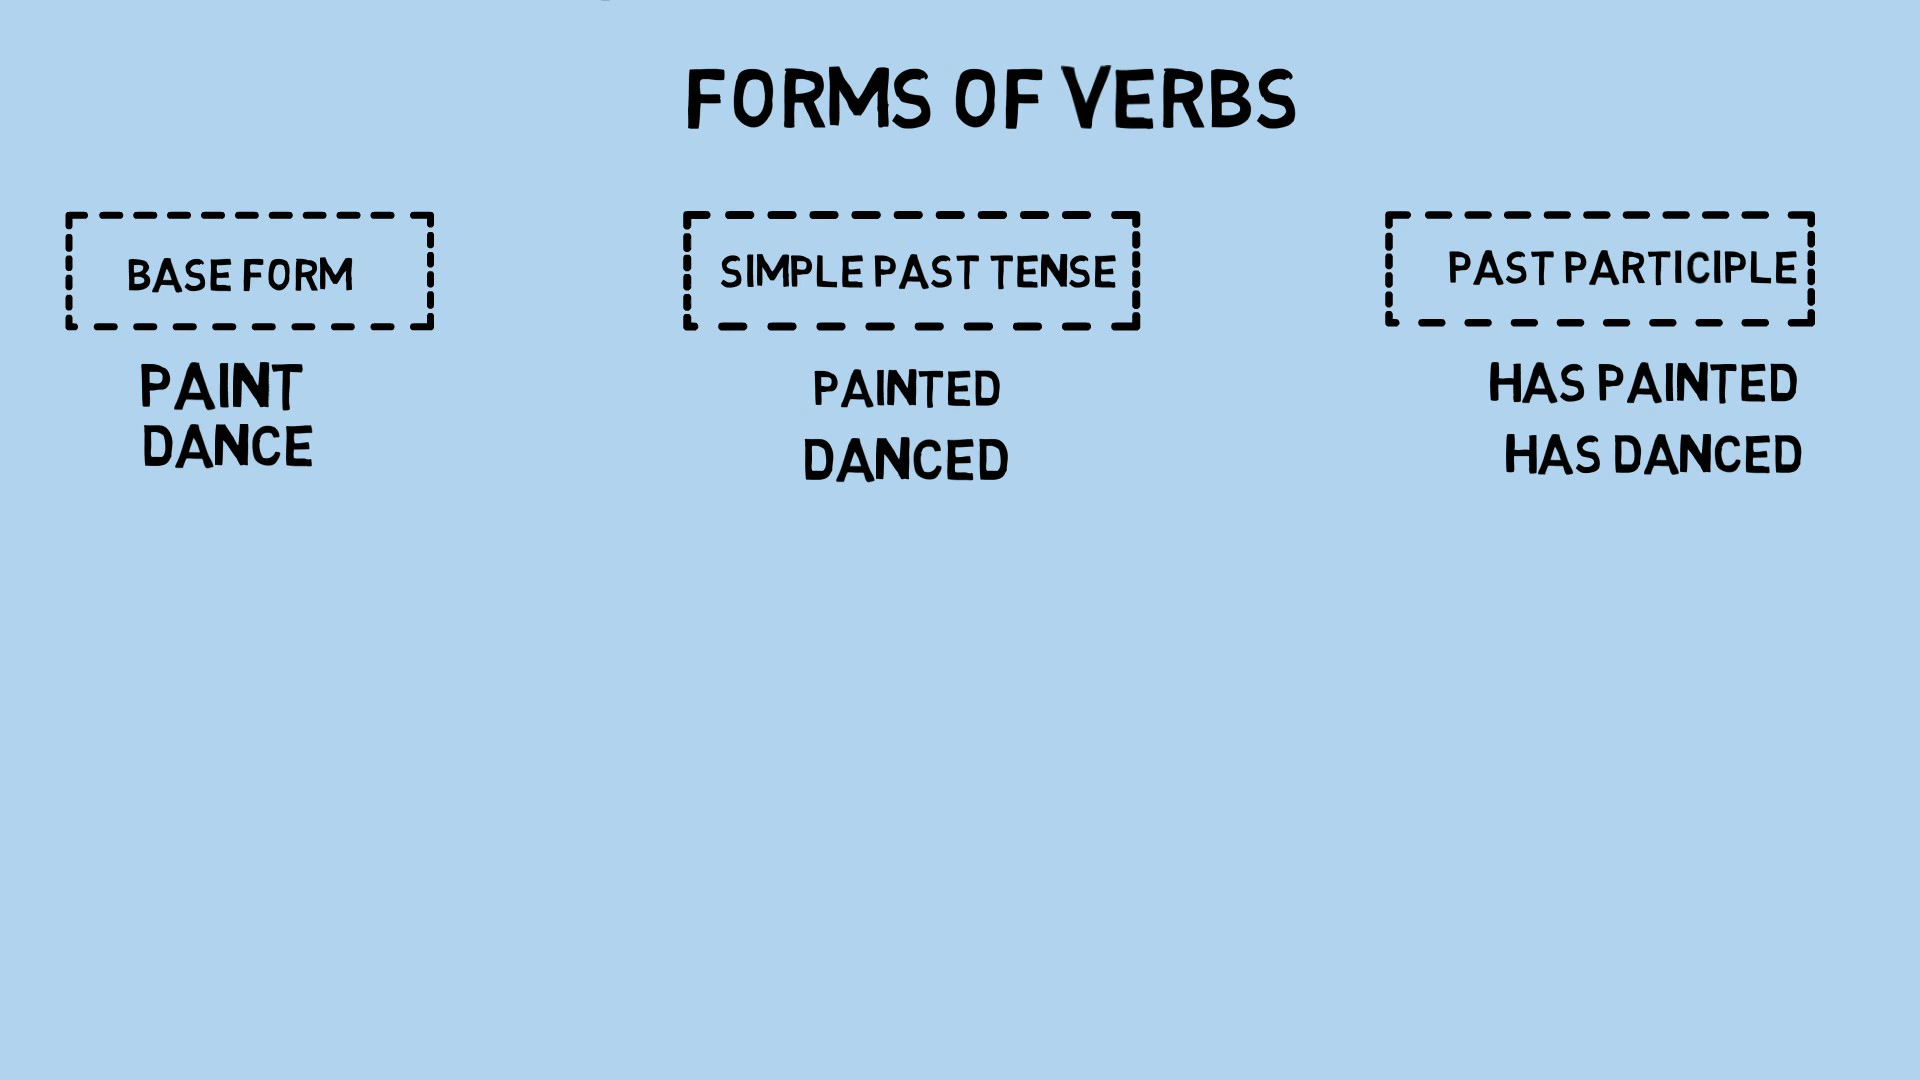 FORMS OF VERBS
BASE FORM
PAINT
DANCE
SIMPLE PAST TENSE
PAINTED
DANCED
PAST PARTICIPLE
HAS PAINTED
HAS DANCED